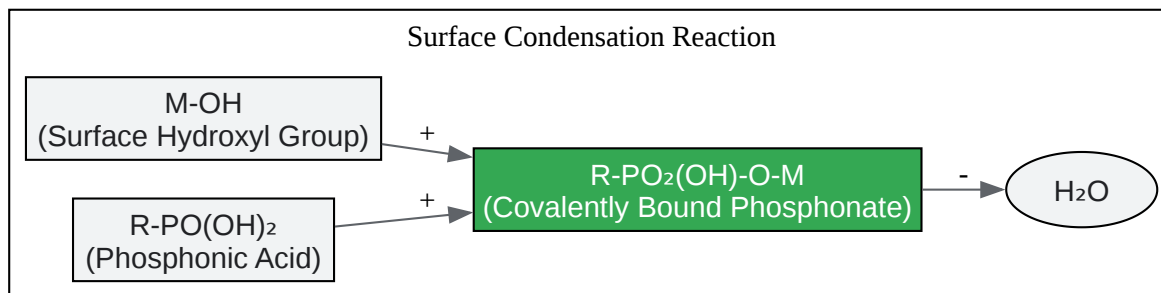 Surface Condensation Reaction
M-OH
(Surface Hydroxyl Group)
+
R-PO(OH)₂
(Phosphonic Acid)
+
R-PO₂(OH)-O-M
(Covalently Bound Phosphonate)
-
H₂O